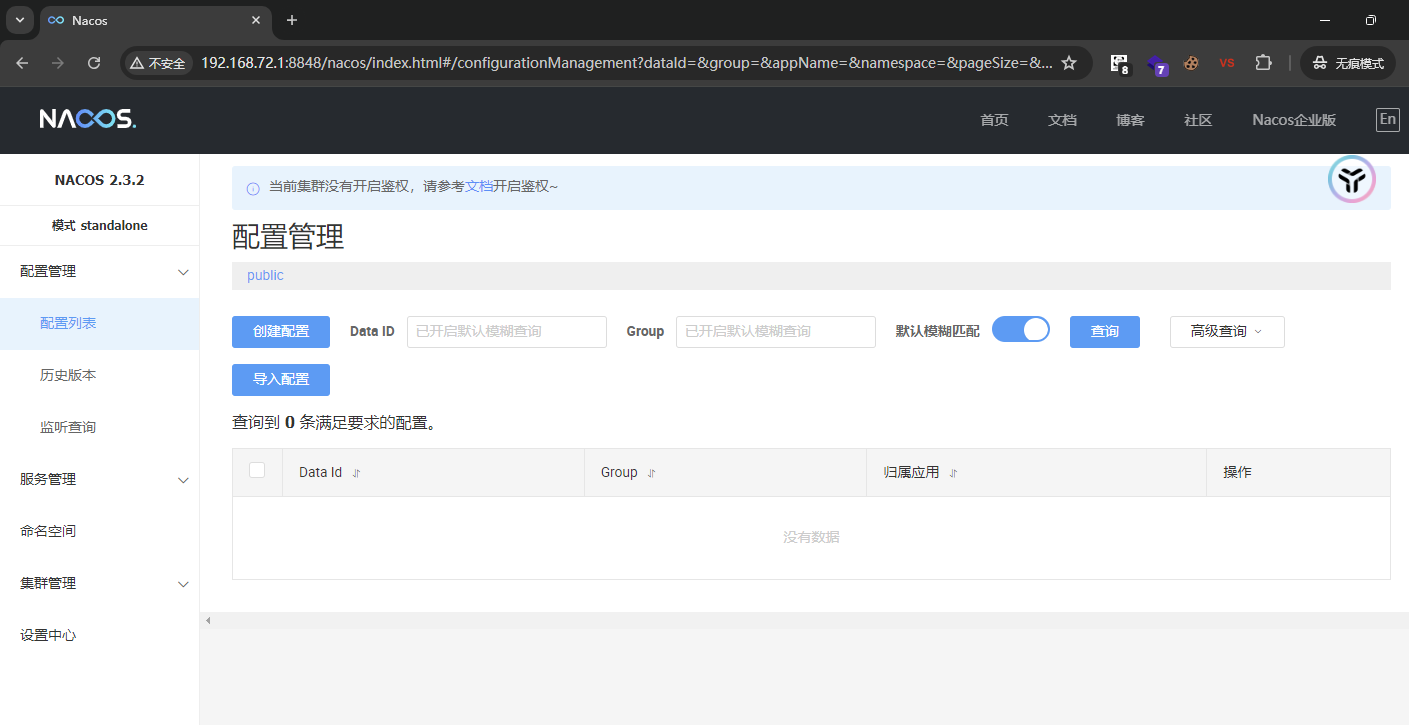 Nacos
不安全 192.168.72.1:8848/nacos/index.html#/configurationManagement?dataId=&group=&appName=&namespace=&pageSize=&... 8 7 VS 无痕模式
NACOS. 首页 文档 博客 社区 Nacos企业版 En
NACOS 2.3.2
模式 standalone
配置管理
配置列表
历史版本
监听查询
服务管理
命名空间
集群管理
设置中心
当前集群没有开启鉴权，请参考文档开启鉴权~
配置管理
public
创建配置 Data ID 已开启默认模糊查询 Group 已开启默认模糊查询 默认模糊匹配 查询 高级查询
导入配置
查询到 0 条满足要求的配置。
Data Id Group 归属应用 操作
没有数据